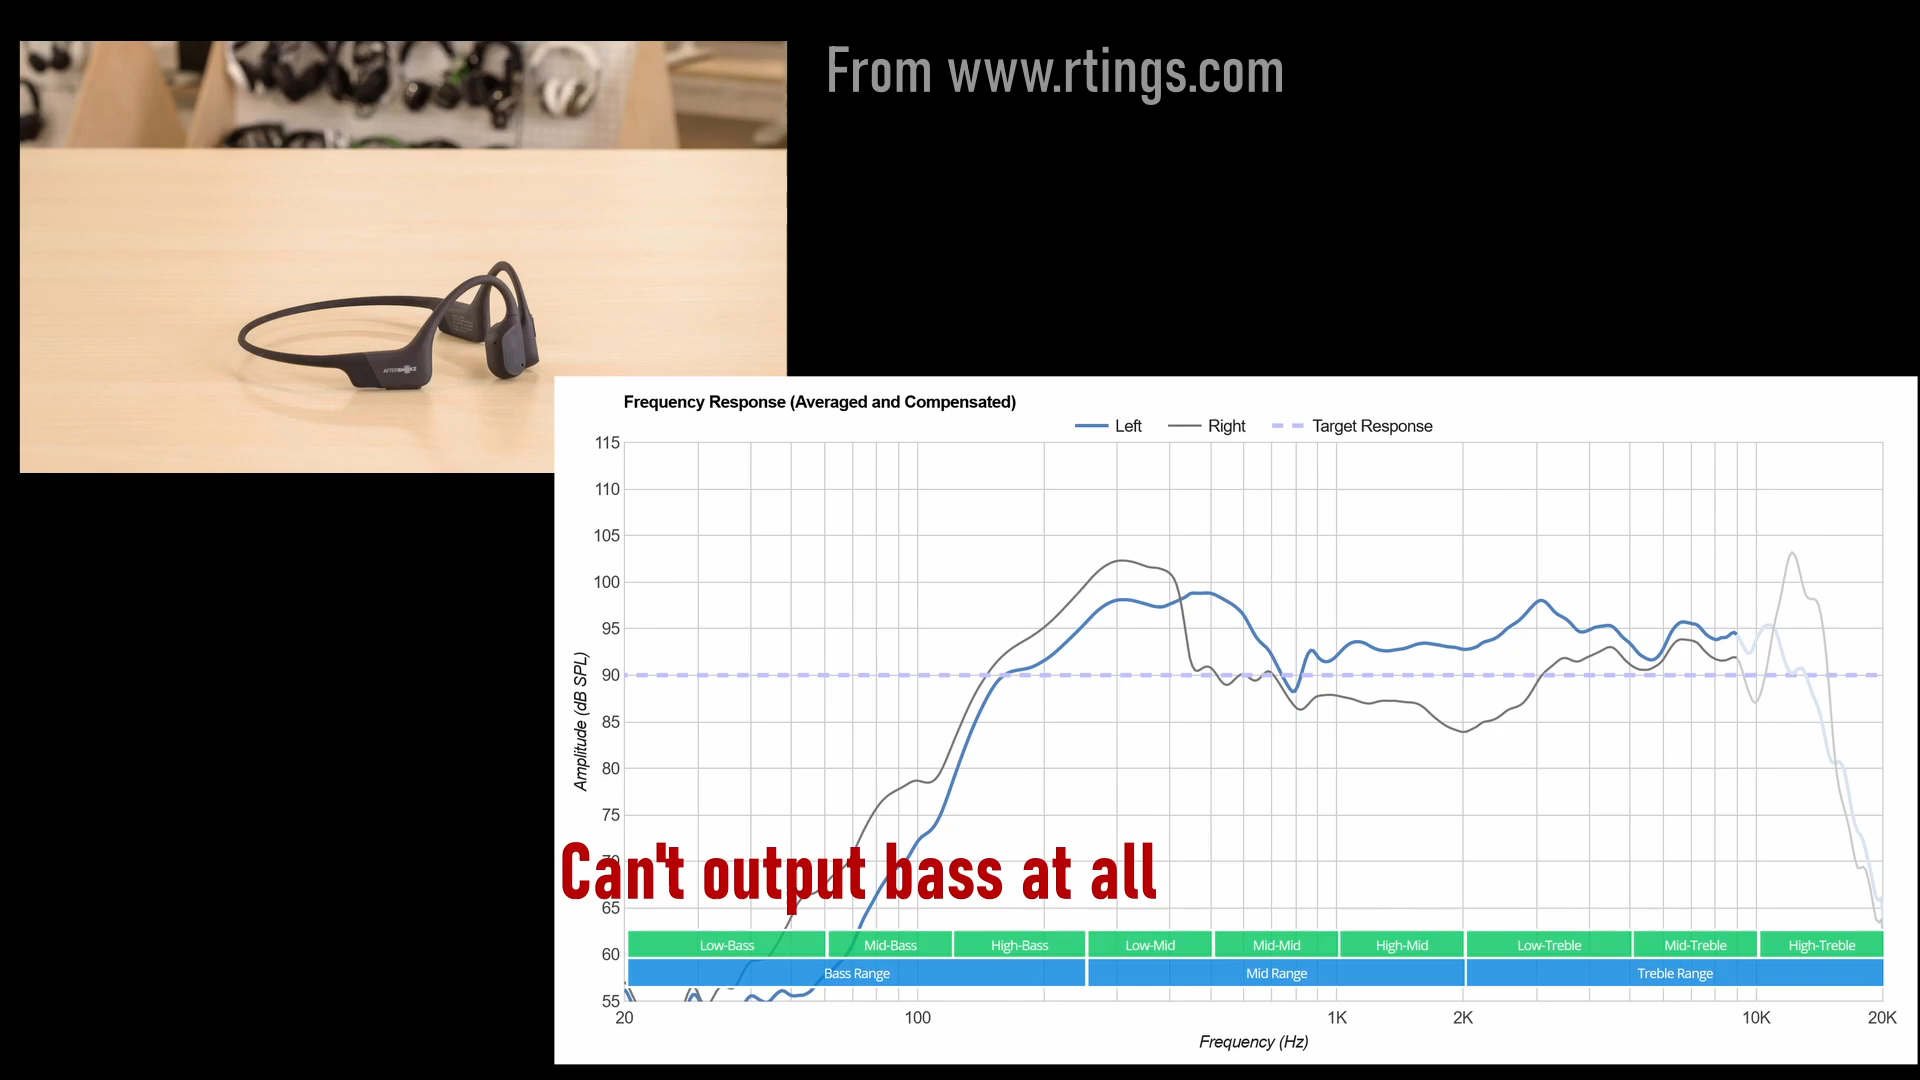 From www.rtings.com
AFTERSHOKZ
Frequency Response (Averaged and Compensated)
Left Right Target Response
115
110
105
100
95
90
85
80
75
70
65
60
55
Amplitude (dB SPL)
Can't output bass at all
Low-Bass Mid-Bass High-Bass Low-Mid Mid-Mid High-Mid Low-Treble Mid-Treble High-Treble
Bass Range Mid Range Treble Range
20 100 1K 2K 10K 20K
Frequency (Hz)